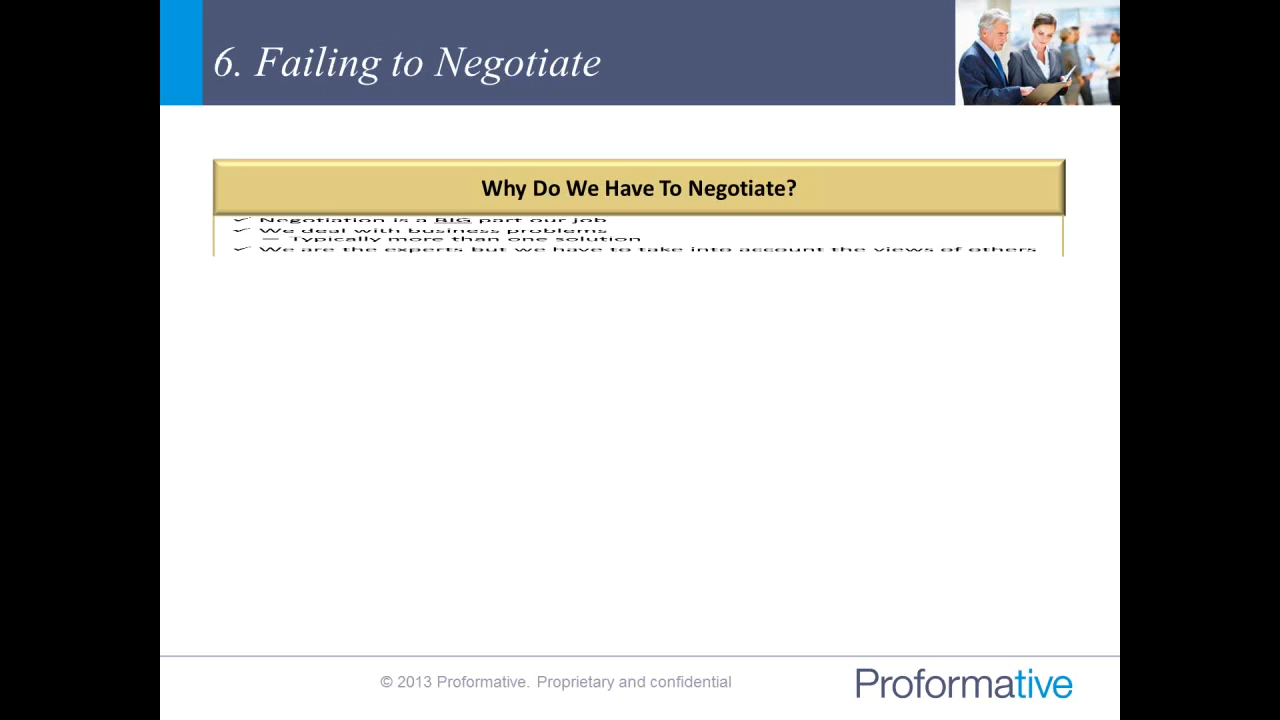 6. Failing to Negotiate
Why Do We Have To Negotiate?
✓ Negotiation is a BIG part our job
✓ We deal with business problems
— Typically more than one solution
✓ We are the experts but we have to take into account the views of others
© 2013 Proformative. Proprietary and confidential
Proformative